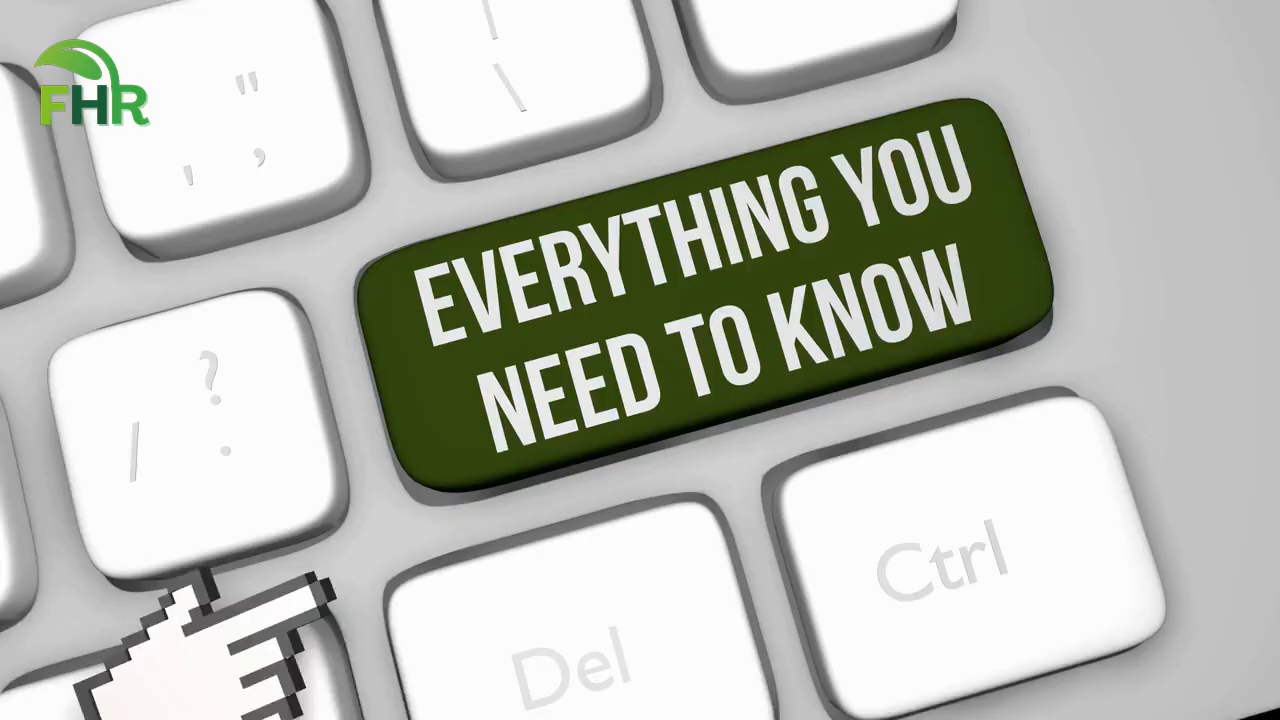 FHR
"
' ,
|
\
EVERYTHING YOU
NEED TO KNOW
?
/ .
Del
Ctrl